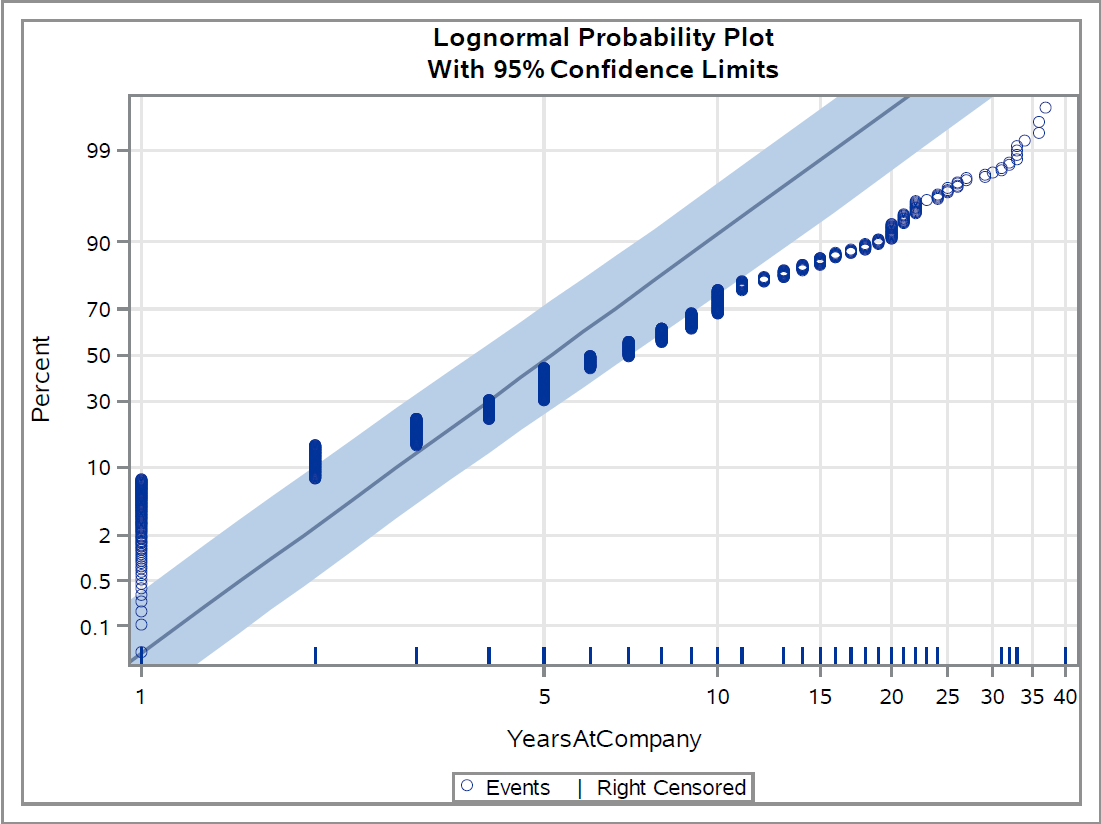 Lognormal Probability Plot
With 95% Confidence Limits
Percent
99
90
70
50
30
10
2
0.5
0.1
1 5 10 15 20 25 30 35 40
YearsAtCompany
Events | Right Censored